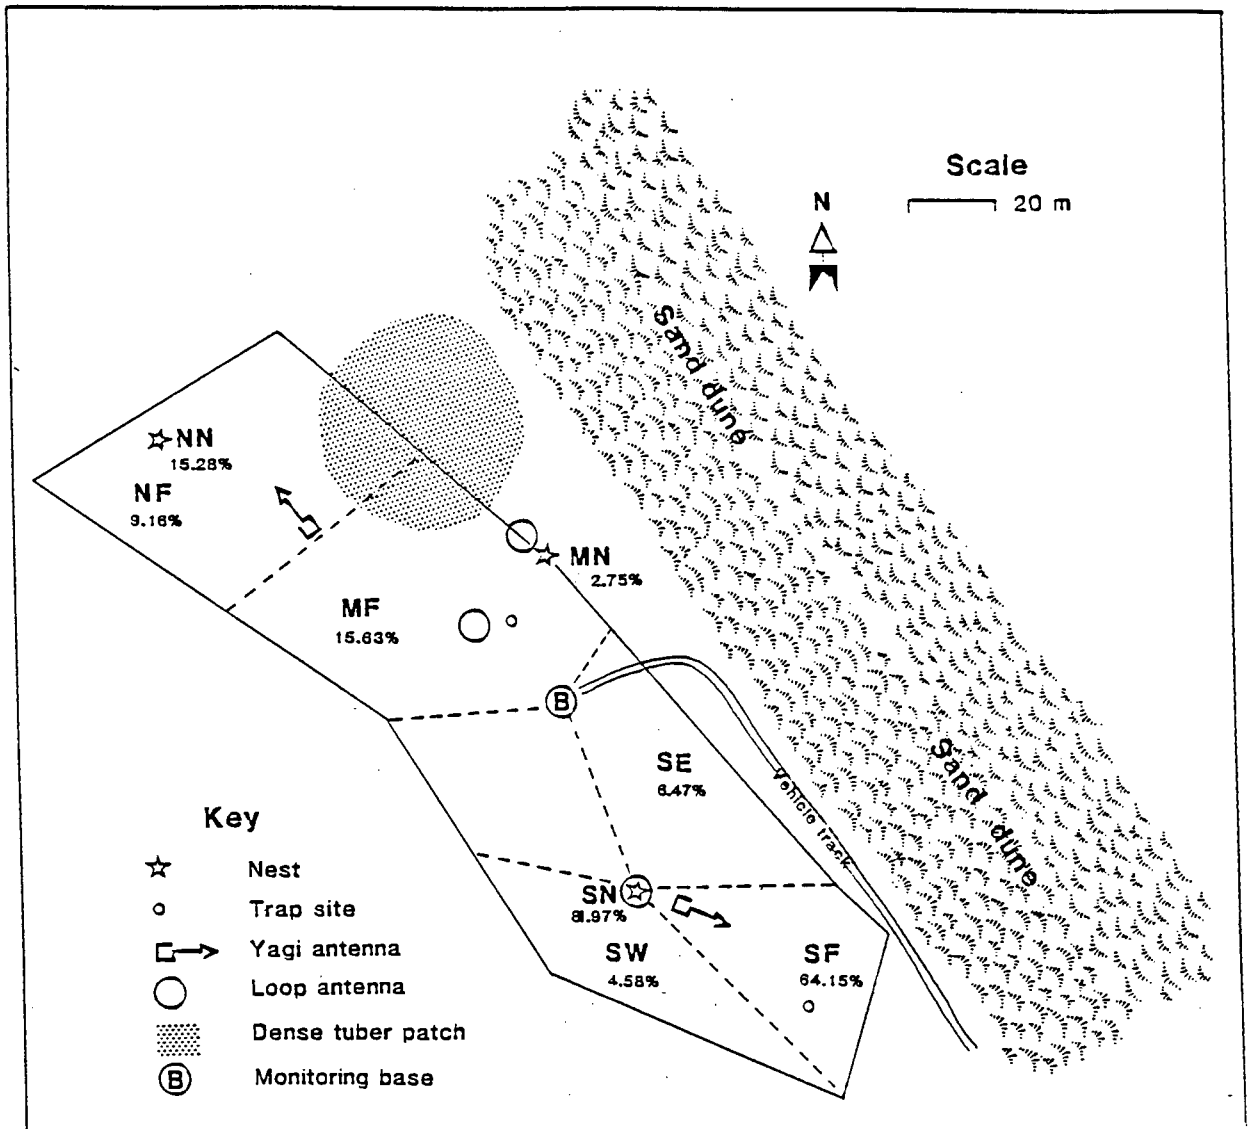 Scale
20 m
N
Sand dune
NN
15.28%
NF
9.16%
MN
2.75%
MF
15.63%
B
SE
6.47%
Vehicle track
Sand dune
SN
81.97%
SW
4.58%
SF
64.15%
Key
Nest
Trap site
Yagi antenna
Loop antenna
Dense tuber patch
B Monitoring base